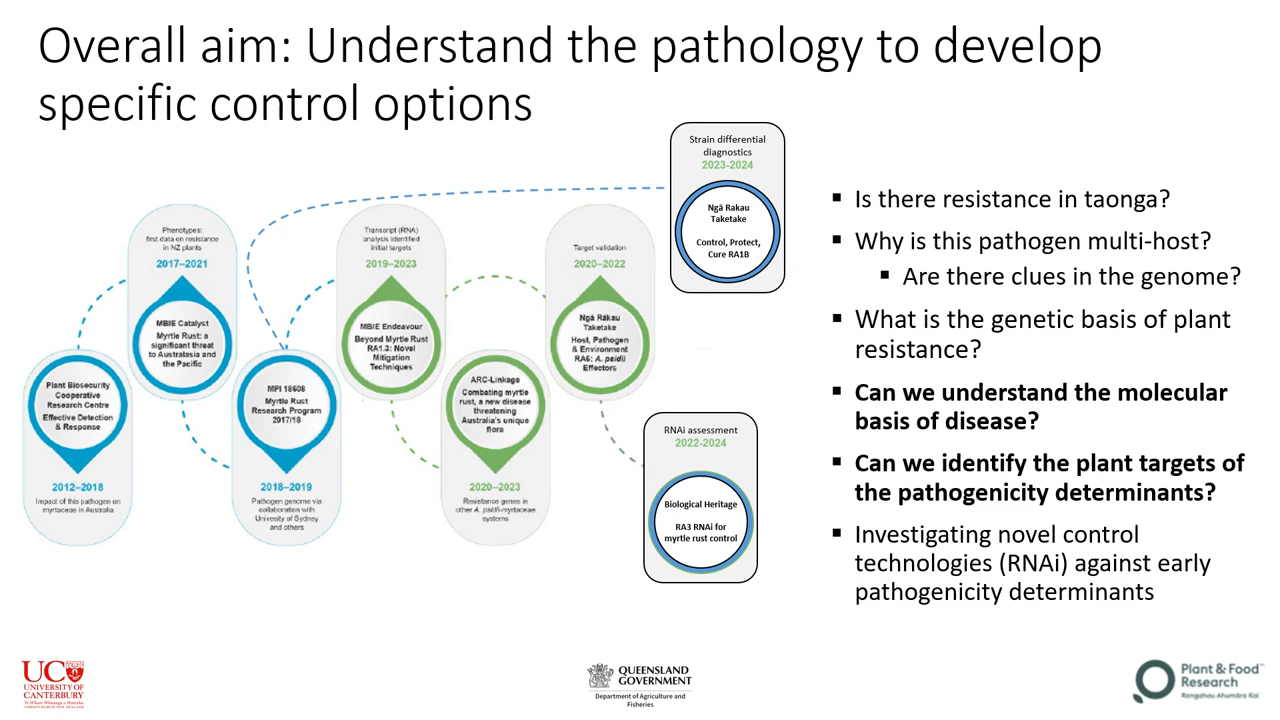 Overall aim: Understand the pathology to develop
specific control options
Plant Biosecurity
Cooperative
Research Centre
Effective Detection
& Response
2012–2018
Impact of this pathogen on
myrtaceae in Australia
Phenotypes:
first data on resistance
in NZ plants
2017–2021
MBIE Catalyst
Myrtle Rust: a
significant threat
to Australasia and
the Pacific
MPI 18608
Myrtle Rust
Research Program
2017/18
2018–2019
Pathogen genome via
collaboration with
University of Sydney
and others
Transcript (RNA)
analysis identified
initial targets
2019–2023
MBIE Endeavour
Beyond Myrtle Rust
RA1.3: Novel
Mitigation
Techniques
ARC-Linkage
Combating myrtle
rust, a new disease
threatening
Australia's unique
flora
2020–2023
Resistance genes in
other A. psidii-myrtaceae
systems
Target validation
2020–2022
Ngā Rākau
Taketake
Host, Pathogen
& Environment
RA6: A. psidii
Effectors
Strain differential
diagnostics
2023-2024
Ngā Rakau
Taketake
Control, Protect,
Cure RA1B
RNAi assessment
2022-2024
Biological Heritage
RA3 RNAi for
myrtle rust control
▪ Is there resistance in taonga?
▪ Why is this pathogen multi-host?
▪ Are there clues in the genome?
▪ What is the genetic basis of plant
resistance?
▪ Can we understand the molecular
basis of disease?
▪ Can we identify the plant targets of
the pathogenicity determinants?
▪ Investigating novel control
technologies (RNAi) against early
pathogenicity determinants
UC
UNIVERSITY OF
CANTERBURY
Te Whare Wānanga o Waitaha
CHRISTCHURCH NEW ZEALAND
QUEENSLAND
GOVERNMENT
Department of Agriculture and
Fisheries
Plant & Food
Research
Rangahau Ahumāra Kai